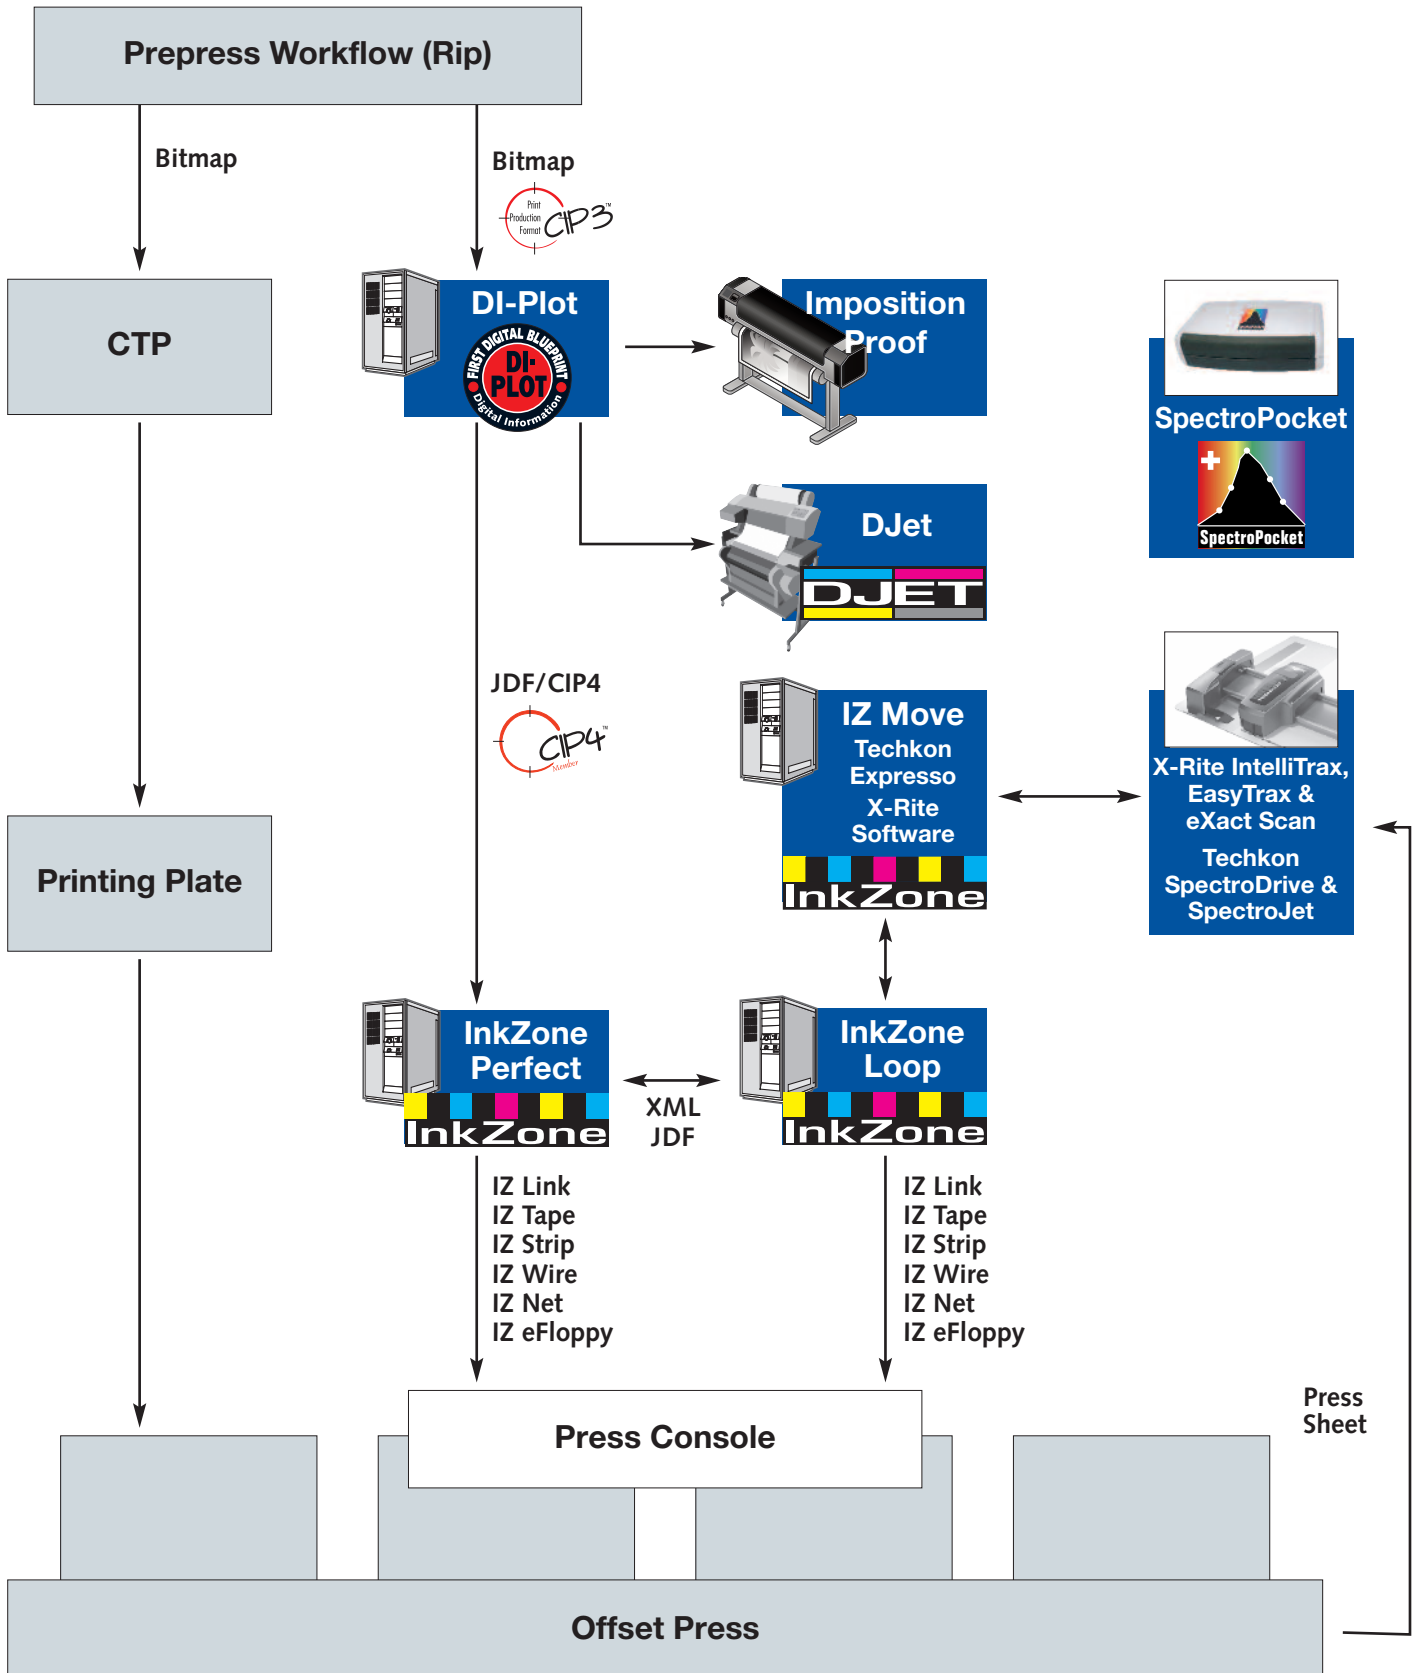 Prepress Workflow (Rip)
Bitmap
Bitmap
Print
Production
Format
CIP3™
CTP
DI-Plot
FIRST DIGITAL BLUEPRINT
DI-
PLOT
Digital Information
Imposition
Proof
SpectroPocket
SpectroPocket
DJet
DJET
JDF/CIP4
CIP4™
Member
IZ Move
Techkon
Expresso
X-Rite
Software
InkZone
X-Rite IntelliTrax,
EasyTrax &
eXact Scan
Techkon
SpectroDrive &
SpectroJet
Printing Plate
InkZone
Perfect
InkZone
XML
JDF
InkZone
Loop
InkZone
IZ Link
IZ Tape
IZ Strip
IZ Wire
IZ Net
IZ eFloppy
IZ Link
IZ Tape
IZ Strip
IZ Wire
IZ Net
IZ eFloppy
Press
Sheet
Press Console
Offset Press